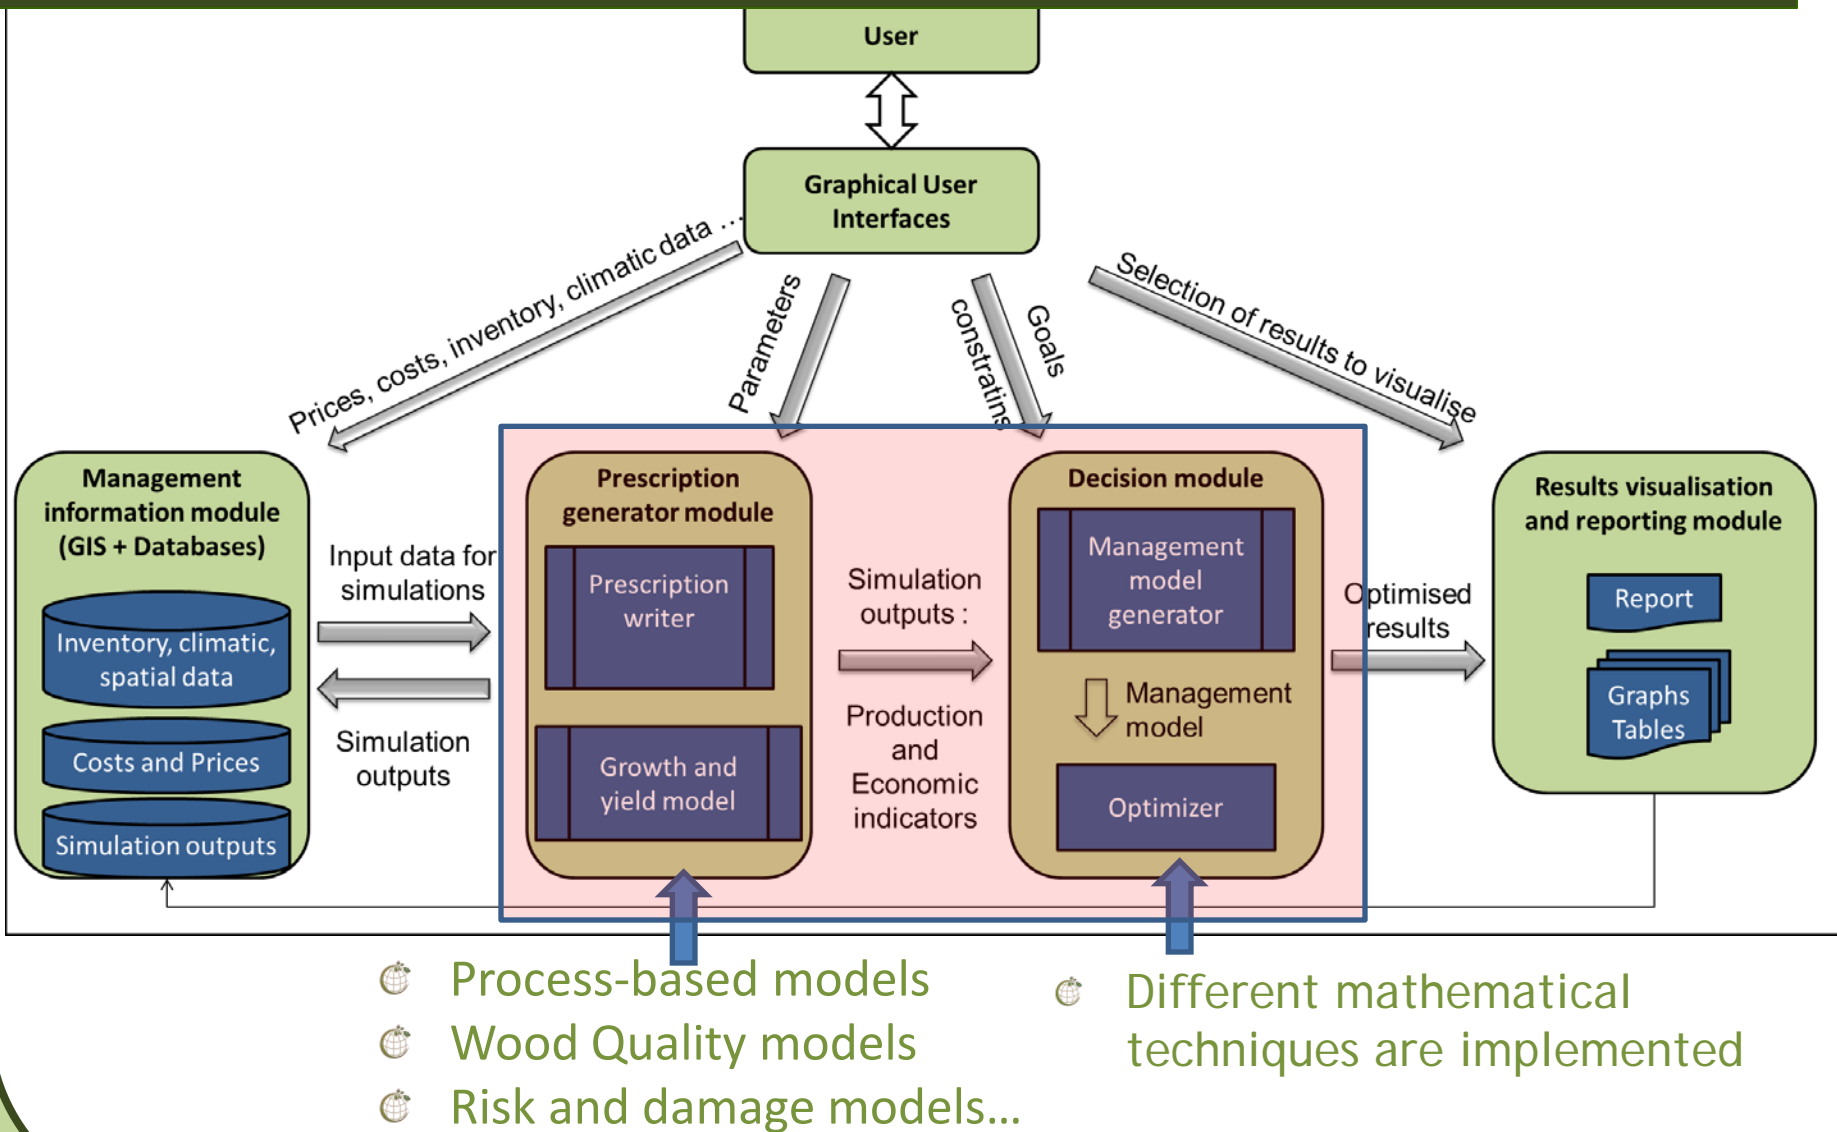 User
Graphical User
Interfaces
Prices, costs, inventory, climatic data ...
Parameters
Goals
constratins
Selection of results to visualise
Management
information module
(GIS + Databases)
Inventory, climatic,
spatial data
Costs and Prices
Simulation outputs
Input data for
simulations
Simulation
outputs
Prescription
generator module
Prescription
writer
Growth and
yield model
Simulation
outputs :
Production
and
Economic
indicators
Decision module
Management
model
generator
Management
model
Optimizer
Optimised
results
Results visualisation
and reporting module
Report
Graphs
Tables
Process-based models
Wood Quality models
Risk and damage models...
Different mathematical
techniques are implemented